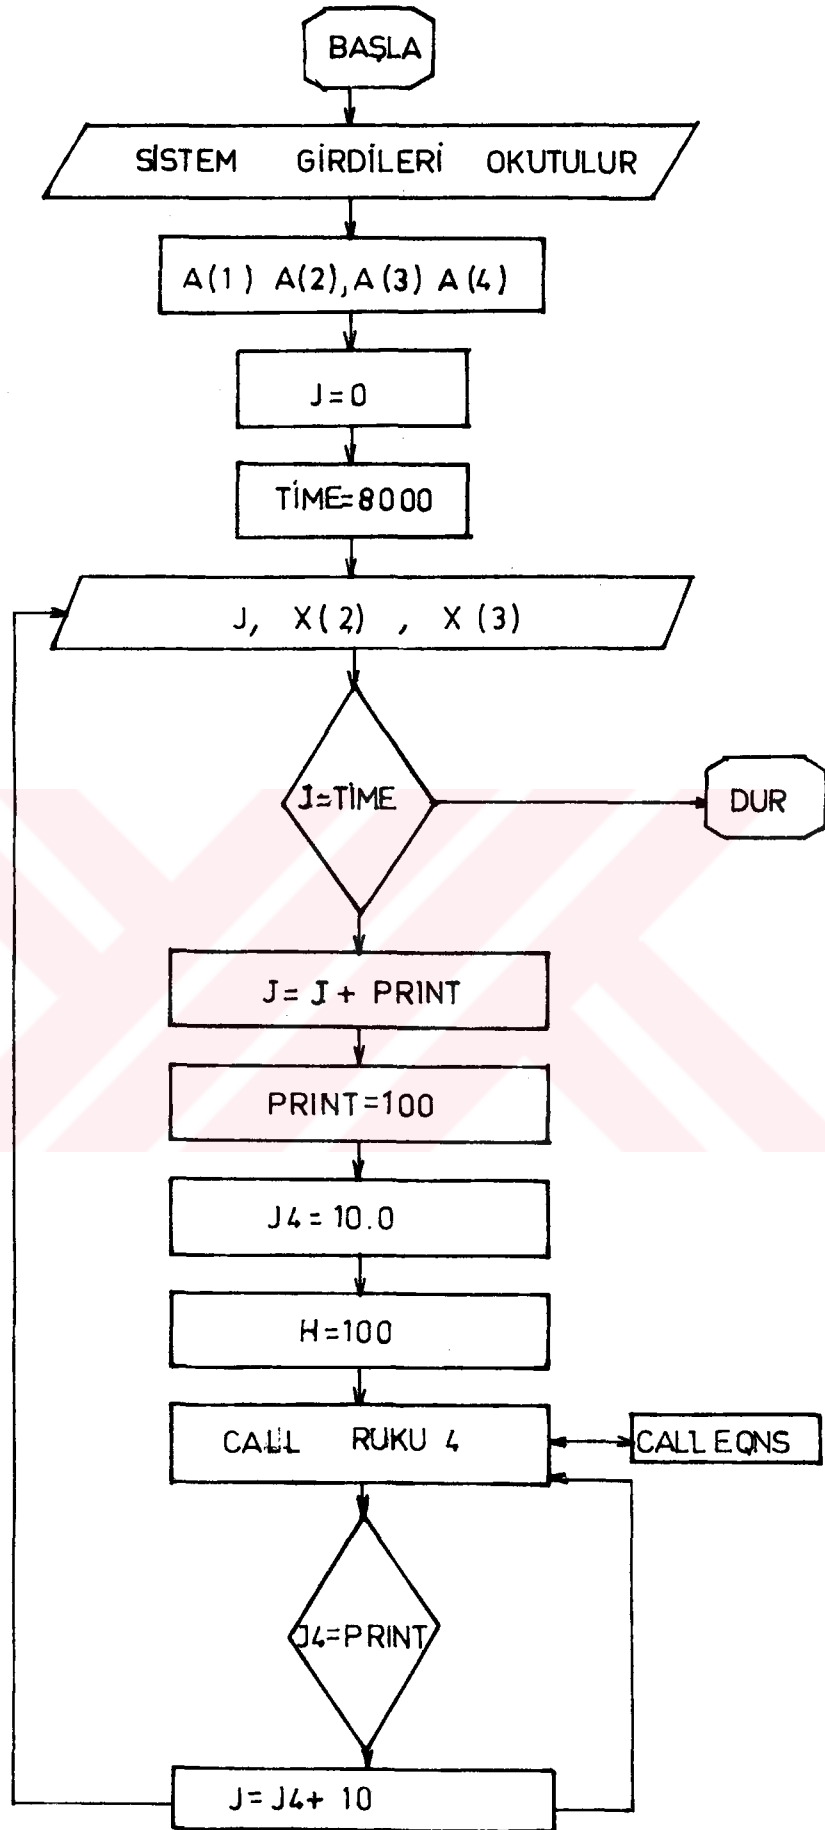 BAŞLA
SİSTEM GİRDİLERİ OKUTULUR
A(1) A(2), A(3) A(4)
J=0
TİME=8000
J, X(2) , X(3)
J=TİME
DUR
J= J + PRINT
PRINT=100
J4=10.0
H=100
CALL RUKU 4
CALL EQNS
J4=PRINT
J=J4+ 10